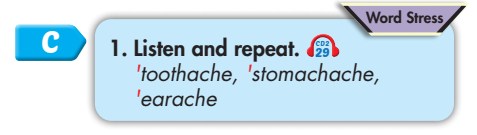 Word Stress
C
1. Listen and repeat. CD2 29
'toothache, 'stomachache,
'earache